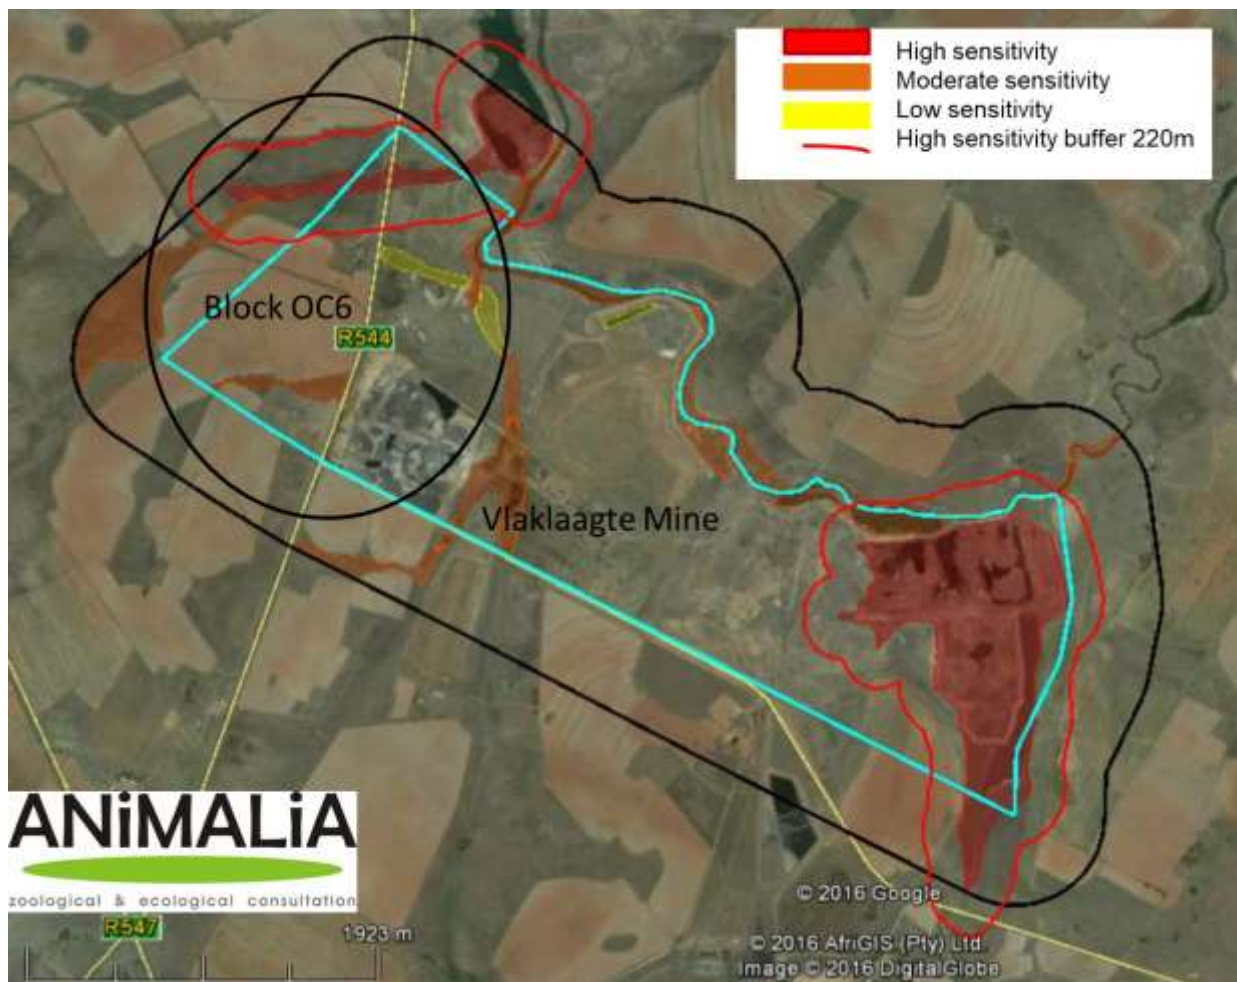 High sensitivity
Moderate sensitivity
Low sensitivity
High sensitivity buffer 220m
Block OC6
R544
Vlaklaagte Mine
ANiMALiA
zoological & ecological consultation
R547
1923 m
© 2016 Google
© 2016 AfriGIS (Pty) Ltd.
Image © 2016 DigitalGlobe